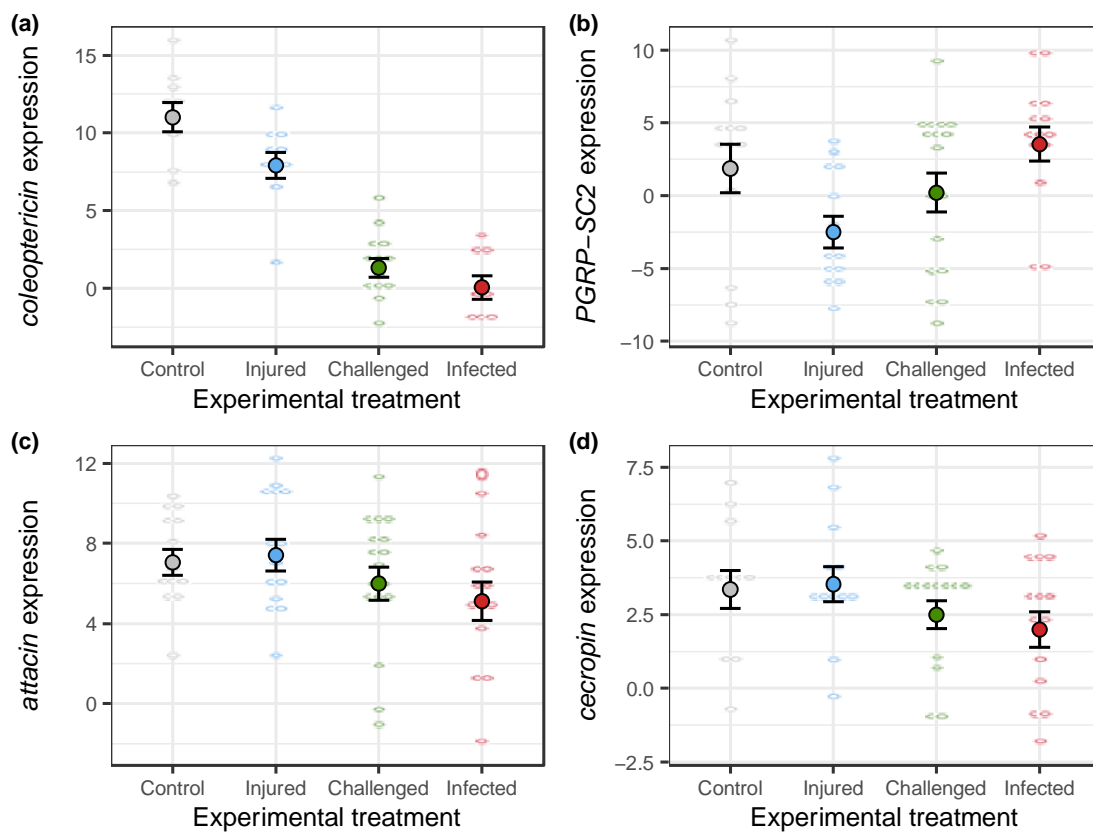 (a)
coleoptericin expression
15
10
5
0
Control Injured Challenged Infected
Experimental treatment
(b)
PGRP−SC2 expression
10
5
0
−5
−10
Control Injured Challenged Infected
Experimental treatment
(c)
attacin expression
12
8
4
0
Control Injured Challenged Infected
Experimental treatment
(d)
cecropin expression
7.5
5.0
2.5
0.0
−2.5
Control Injured Challenged Infected
Experimental treatment